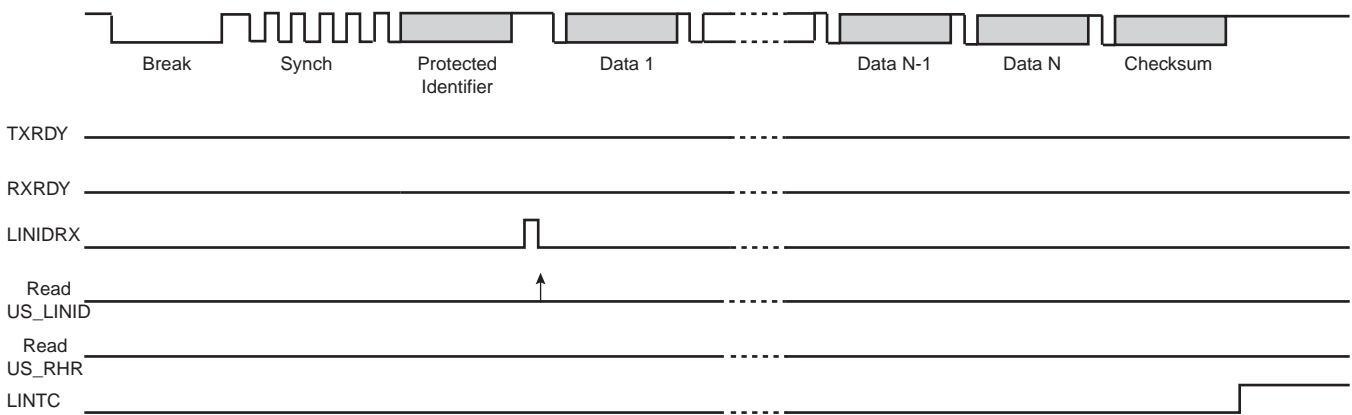 Break Synch Protected Identifier Data 1 Data N-1 Data N Checksum
TXRDY
RXRDY
LINIDRX
Read
US_LINID
Read
US_RHR
LINTC